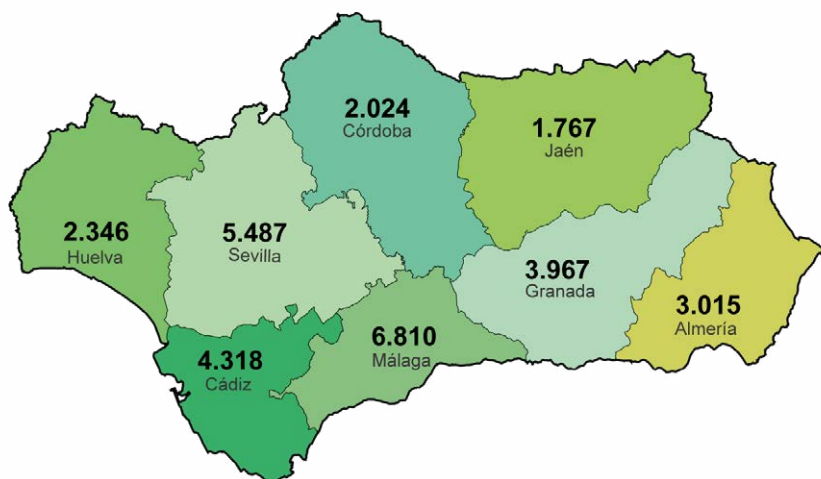 2.024
Córdoba
1.767
Jaén
2.346
Huelva
5.487
Sevilla
3.967
Granada
3.015
Almería
4.318
Cádiz
6.810
Málaga